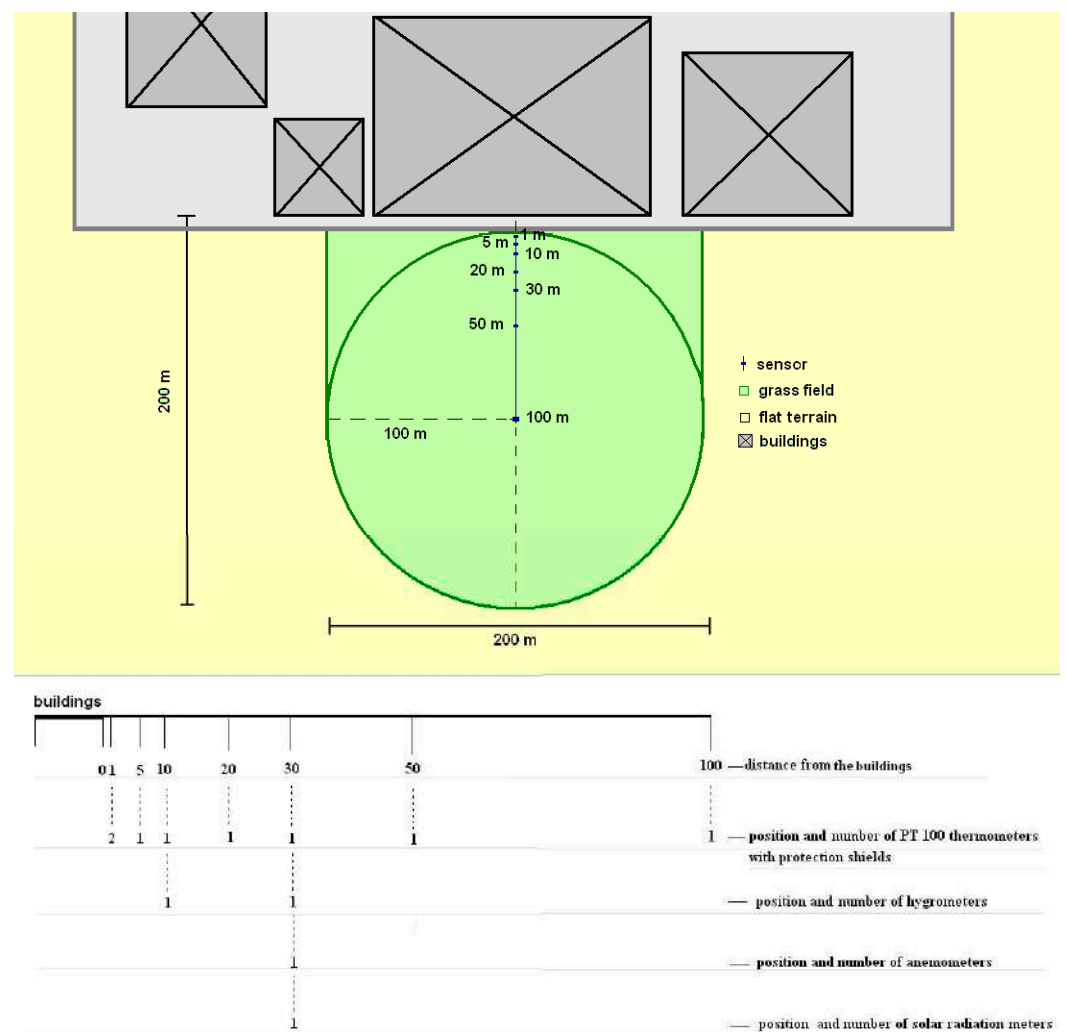 1 m
5 m
10 m
20 m
30 m
50 m
100 m
100 m
200 m
200 m
sensor
grass field
flat terrain
buildings
buildings
0 1 5 10 20 30 50 100 — distance from the buildings
2 1 1 1 1 1 1 — position and number of PT 100 thermometers
with protection shields
1 1 — position and number of hygrometers
1 — position and number of anemometers
1 — position and number of solar radiation meters